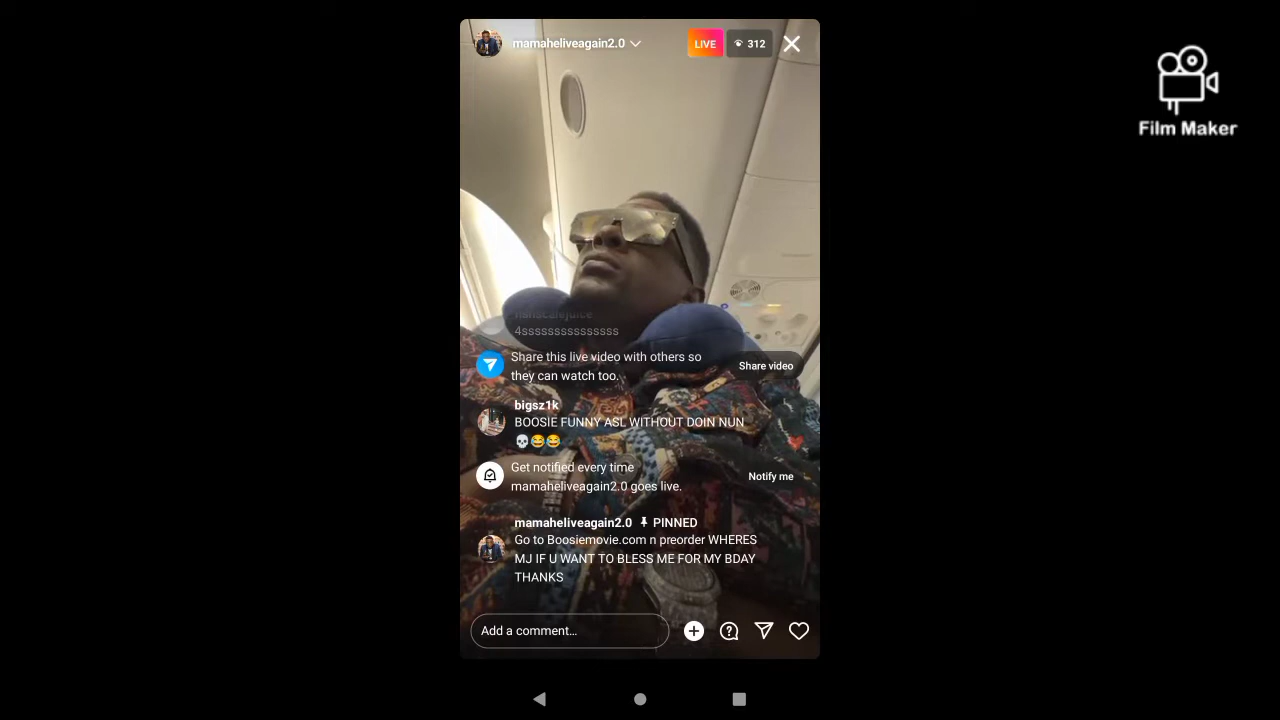 mamaheliveagain2.0
LIVE
312
Film Maker
4sssssssssssssss
Share this live video with others so
they can watch too.
Share video
bigsz1k
BOOSIE FUNNY ASL WITHOUT DOIN NUN
💀😂😂
Get notified every time
mamaheliveagain2.0 goes live.
Notify me
mamaheliveagain2.0 PINNED
Go to Boosiemovie.com n preorder WHERES
MJ IF U WANT TO BLESS ME FOR MY BDAY
THANKS
Add a comment...